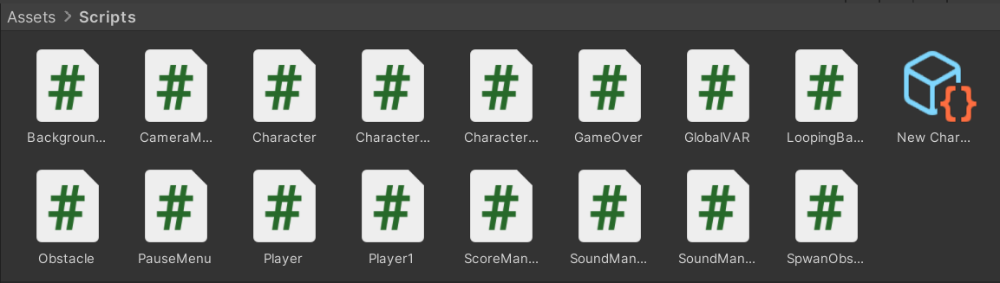 Assets > Scripts
Backgroun... CameraM... Character Character... Character... GameOver GlobalVAR LoopingBa... New Char...
Obstacle PauseMenu Player Player1 ScoreMan... SoundMan... SoundMan... SpwanObs...